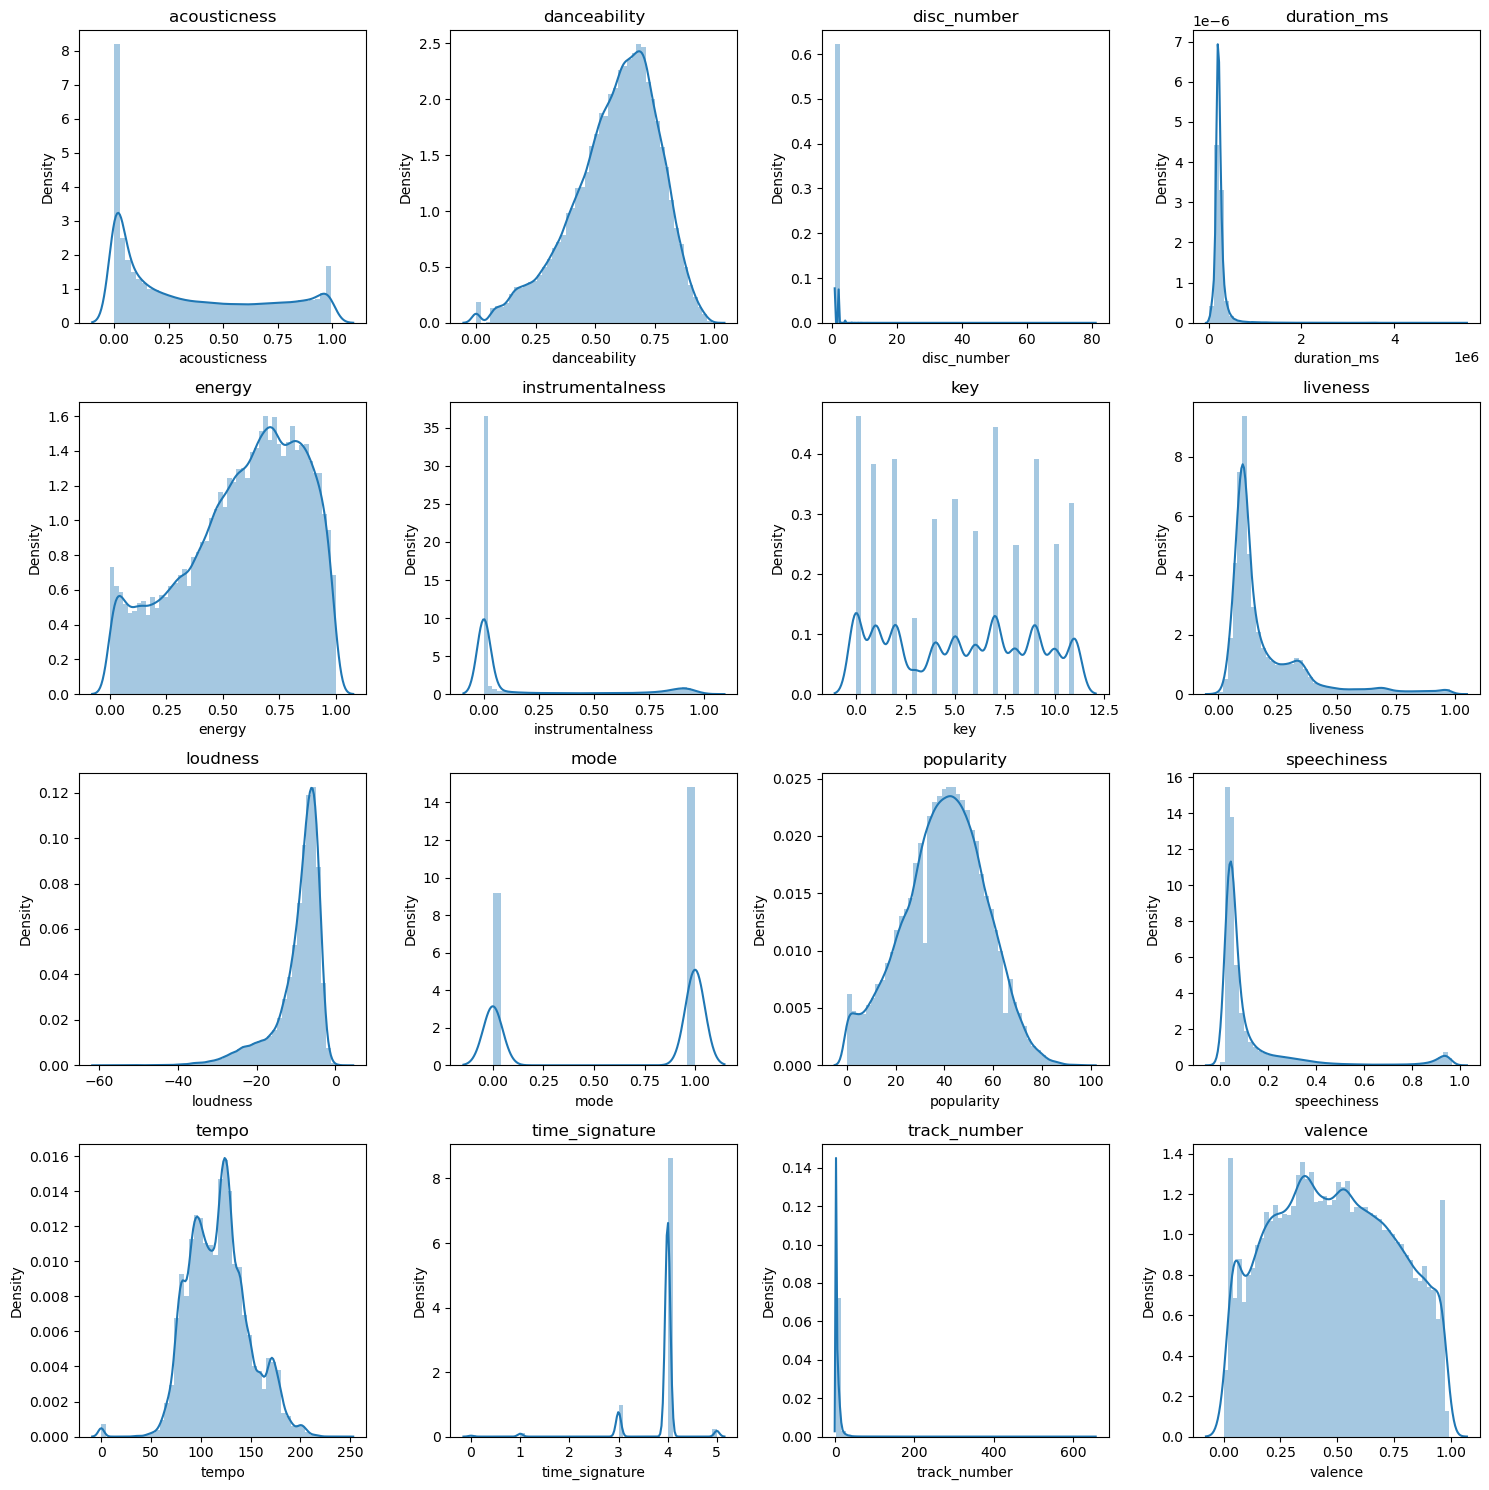 acousticness
danceability
disc_number
duration_ms
8
7
6
5
4
3
2
1
0
Density
0.00 0.25 0.50 0.75 1.00
acousticness
2.5
2.0
1.5
1.0
0.5
0.0
Density
0.00 0.25 0.50 0.75 1.00
danceability
0.6
0.5
0.4
0.3
0.2
0.1
0.0
Density
0 20 40 60 80
disc_number
1e−6
7
6
5
4
3
2
1
0
Density
0 2 4
1e6
duration_ms
energy
instrumentalness
key
liveness
1.6
1.4
1.2
1.0
0.8
0.6
0.4
0.2
0.0
Density
0.00 0.25 0.50 0.75 1.00
energy
35
30
25
20
15
10
5
0
Density
0.00 0.25 0.50 0.75 1.00
instrumentalness
0.4
0.3
0.2
0.1
0.0
Density
0.0 2.5 5.0 7.5 10.0 12.5
key
8
6
4
2
0
Density
0.00 0.25 0.50 0.75 1.00
liveness
loudness
mode
popularity
speechiness
0.12
0.10
0.08
0.06
0.04
0.02
0.00
Density
−60 −40 −20 0
loudness
14
12
10
8
6
4
2
0
Density
0.00 0.25 0.50 0.75 1.00
mode
0.025
0.020
0.015
0.010
0.005
0.000
Density
0 20 40 60 80 100
popularity
16
14
12
10
8
6
4
2
0
Density
0.0 0.2 0.4 0.6 0.8 1.0
speechiness
tempo
time_signature
track_number
valence
0.016
0.014
0.012
0.010
0.008
0.006
0.004
0.002
0.000
Density
0 50 100 150 200 250
tempo
8
6
4
2
0
Density
0 1 2 3 4 5
time_signature
0.14
0.12
0.10
0.08
0.06
0.04
0.02
0.00
Density
0 200 400 600
track_number
1.4
1.2
1.0
0.8
0.6
0.4
0.2
0.0
Density
0.00 0.25 0.50 0.75 1.00
valence